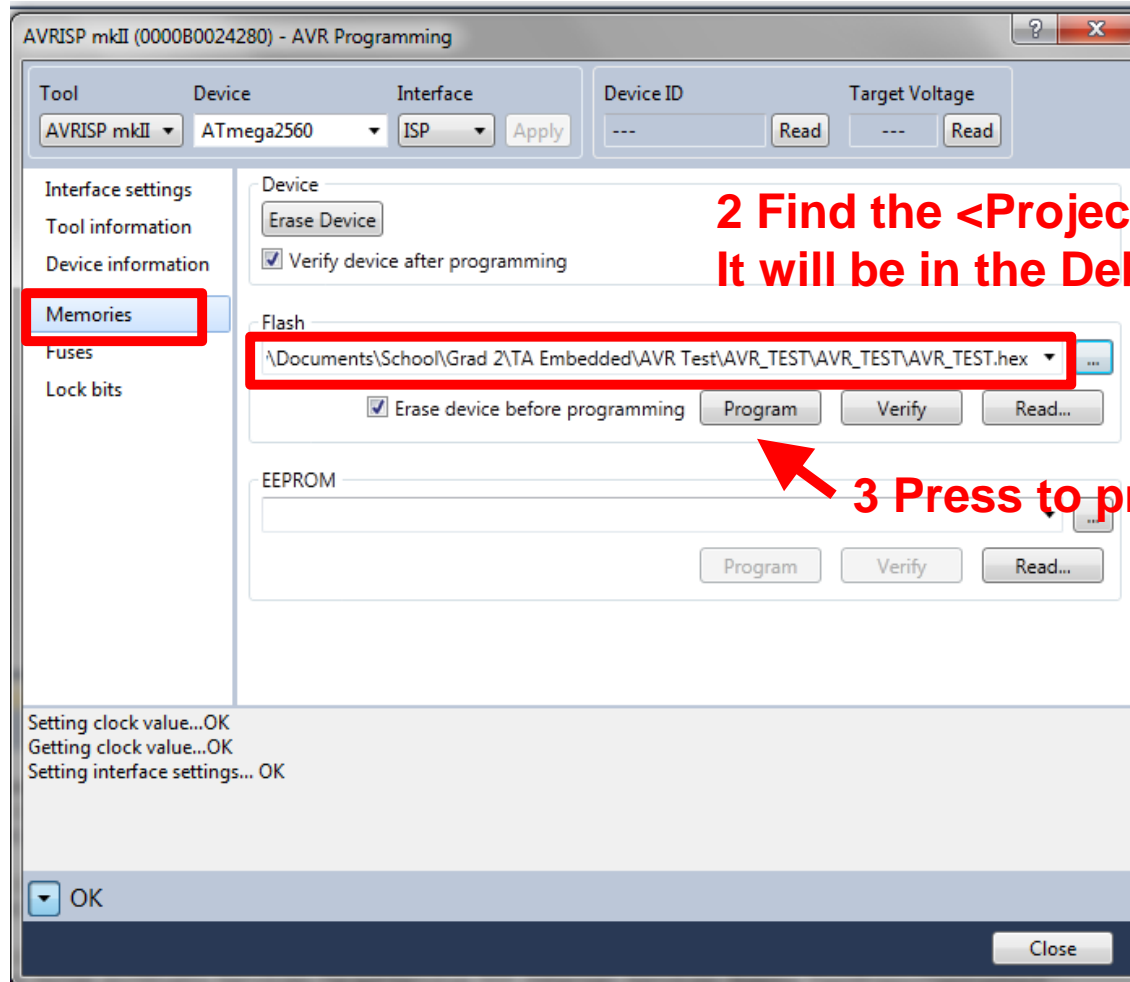 AVRISP mkII (0000B0024280) - AVR Programming
Tool Device Interface Device ID Target Voltage
AVRISP mkII ATmega2560 ISP Apply --- Read --- Read
Interface settings
Tool information
Device information
Memories
Fuses
Lock bits
Device
Erase Device
Verify device after programming
2 Find the <Projec
It will be in the Del
Flash
\Documents\School\Grad 2\TA Embedded\AVR Test\AVR_TEST\AVR_TEST\AVR_TEST.hex ...
Erase device before programming Program Verify Read...
3 Press to pr
EEPROM
...
Program Verify Read...
Setting clock value...OK
Getting clock value...OK
Setting interface settings... OK
OK
Close